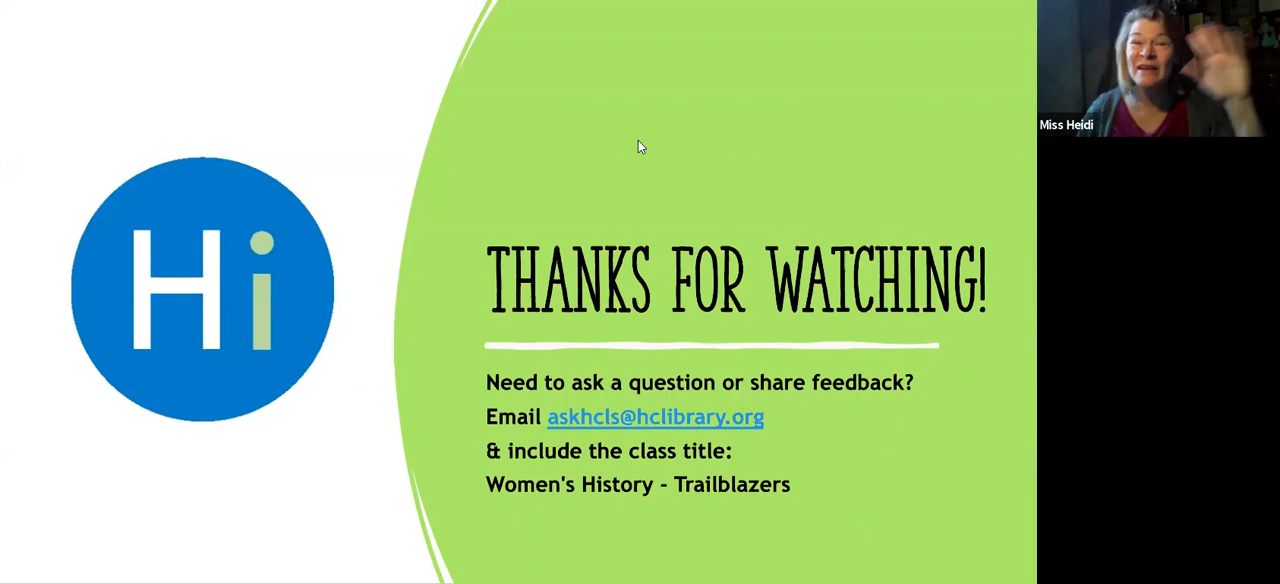 Hi
THANKS FOR WATCHING!
Need to ask a question or share feedback?
Email askhcls@hclibrary.org
& include the class title:
Women's History - Trailblazers
Miss Heidi